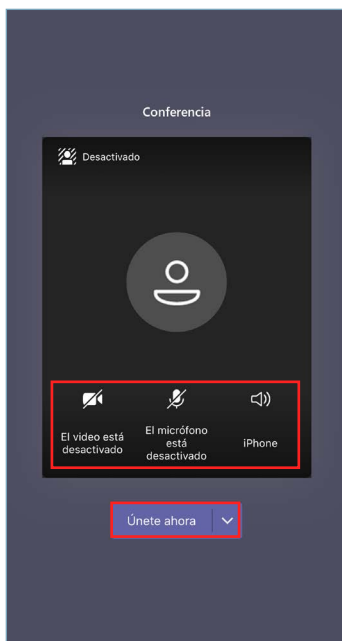 Conferencia
Desactivado
El video está
desactivado
El micrófono
está
desactivado
iPhone
Únete ahora